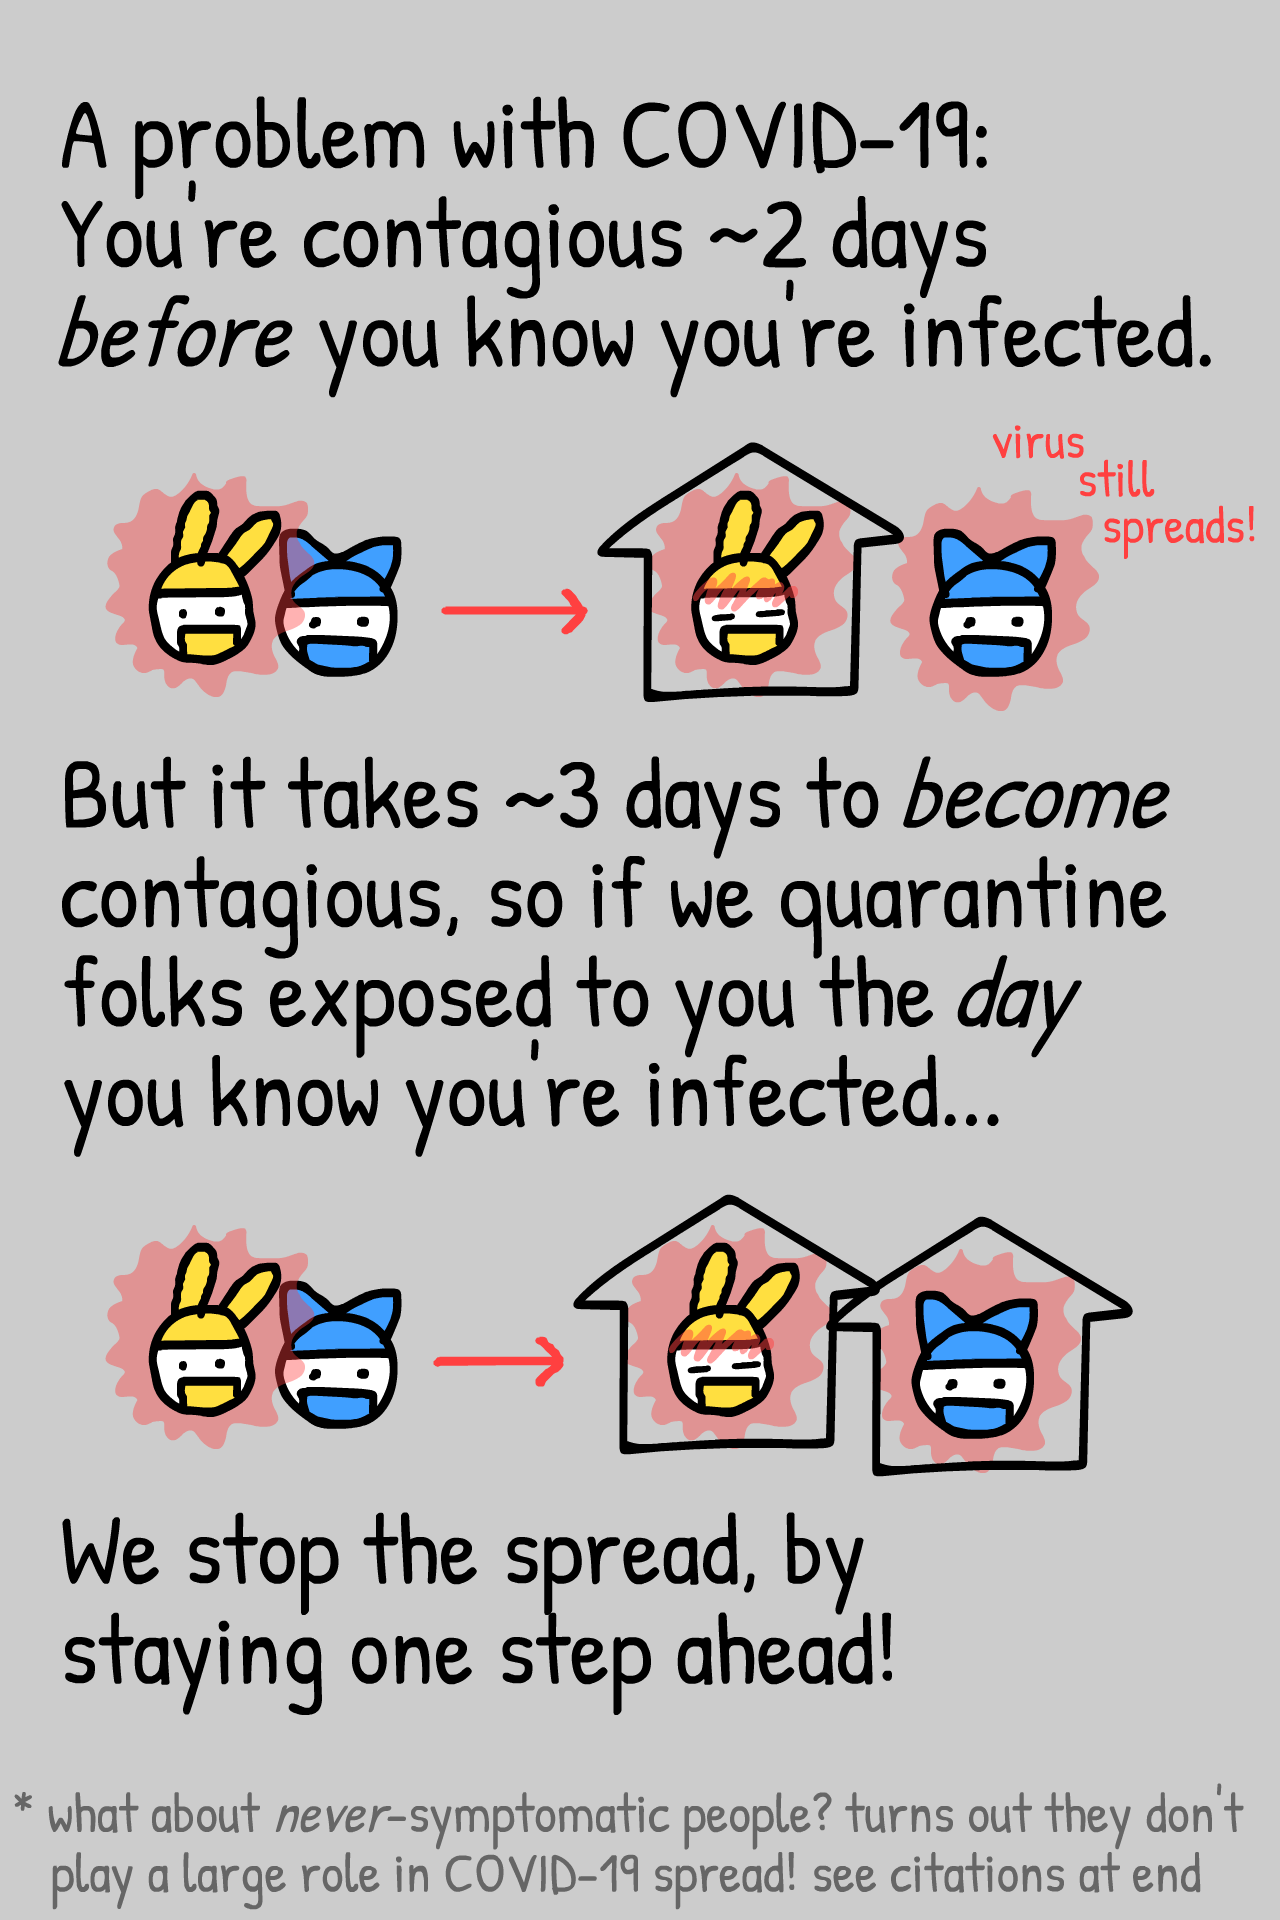 A problem with COVID-19:
You're contagious ~2 days
before you know you're infected.
virus
still
spreads!
But it takes ~3 days to become
contagious, so if we quarantine
folks exposed to you the day
you know you're infected...
We stop the spread, by
staying one step ahead!
* what about never-symptomatic people? turns out they don't
play a large role in COVID-19 spread! see citations at end